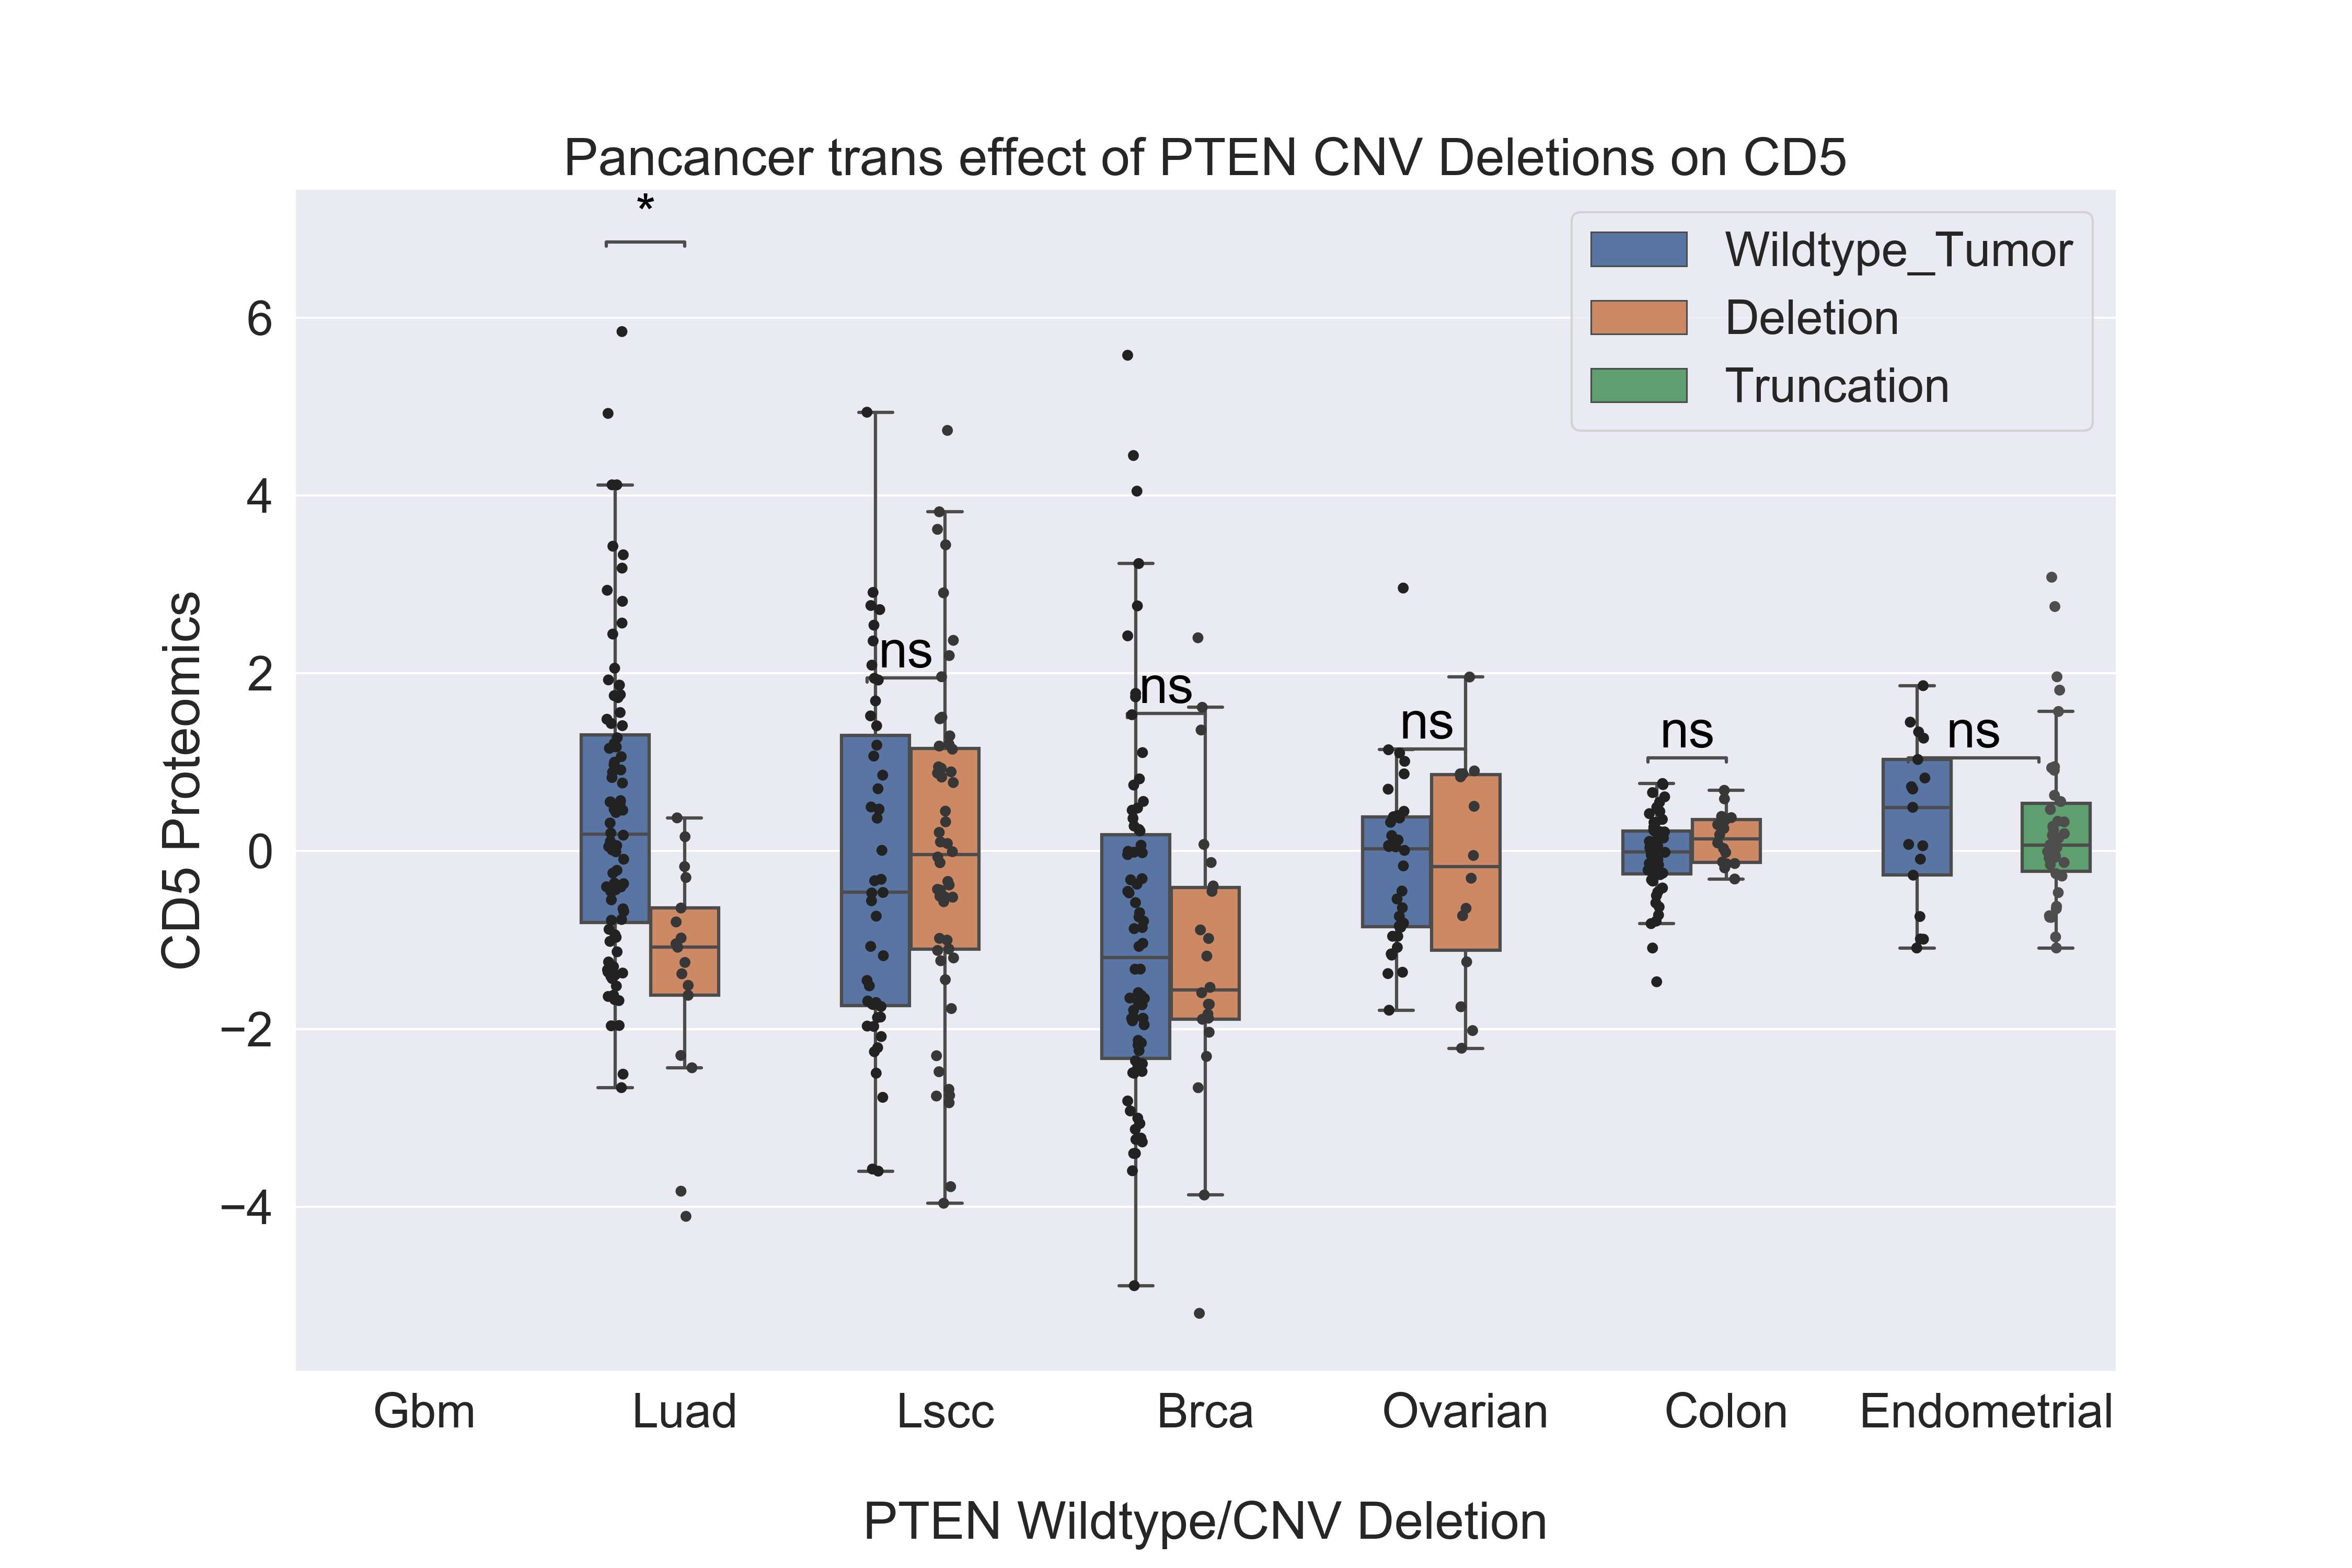 Pancancer trans effect of PTEN CNV Deletions on CD5
*
Wildtype_Tumor
Deletion
Truncation
6
4
2
0
−2
−4
CD5 Proteomics
ns
ns
ns
ns
ns
Gbm
Luad
Lscc
Brca
Ovarian
Colon
Endometrial
PTEN Wildtype/CNV Deletion